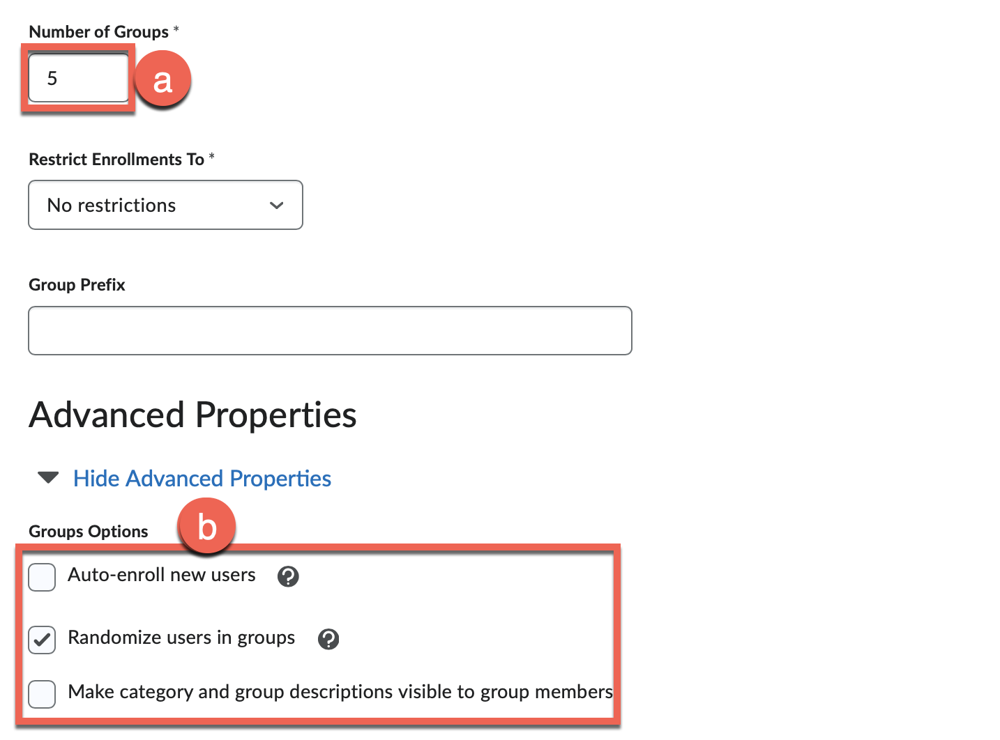 Number of Groups *
5
a
Restrict Enrollments To *
No restrictions
Group Prefix
Advanced Properties
Hide Advanced Properties
b
Groups Options
Auto-enroll new users ?
Randomize users in groups ?
Make category and group descriptions visible to group members